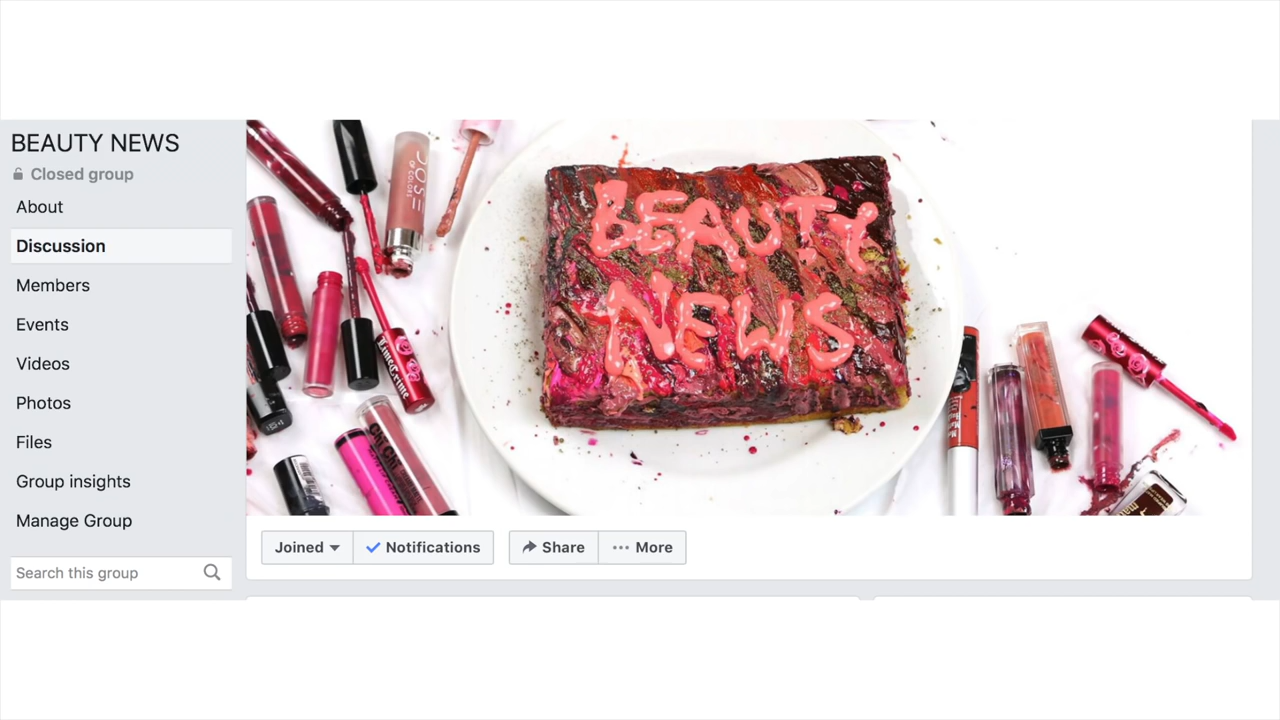 BEAUTY NEWS
Closed group
About
Discussion
Members
Events
Videos
Photos
Files
Group insights
Manage Group
Search this group
BEAUTY
NEWS
LimeCrime
Joined
Notifications
Share
More